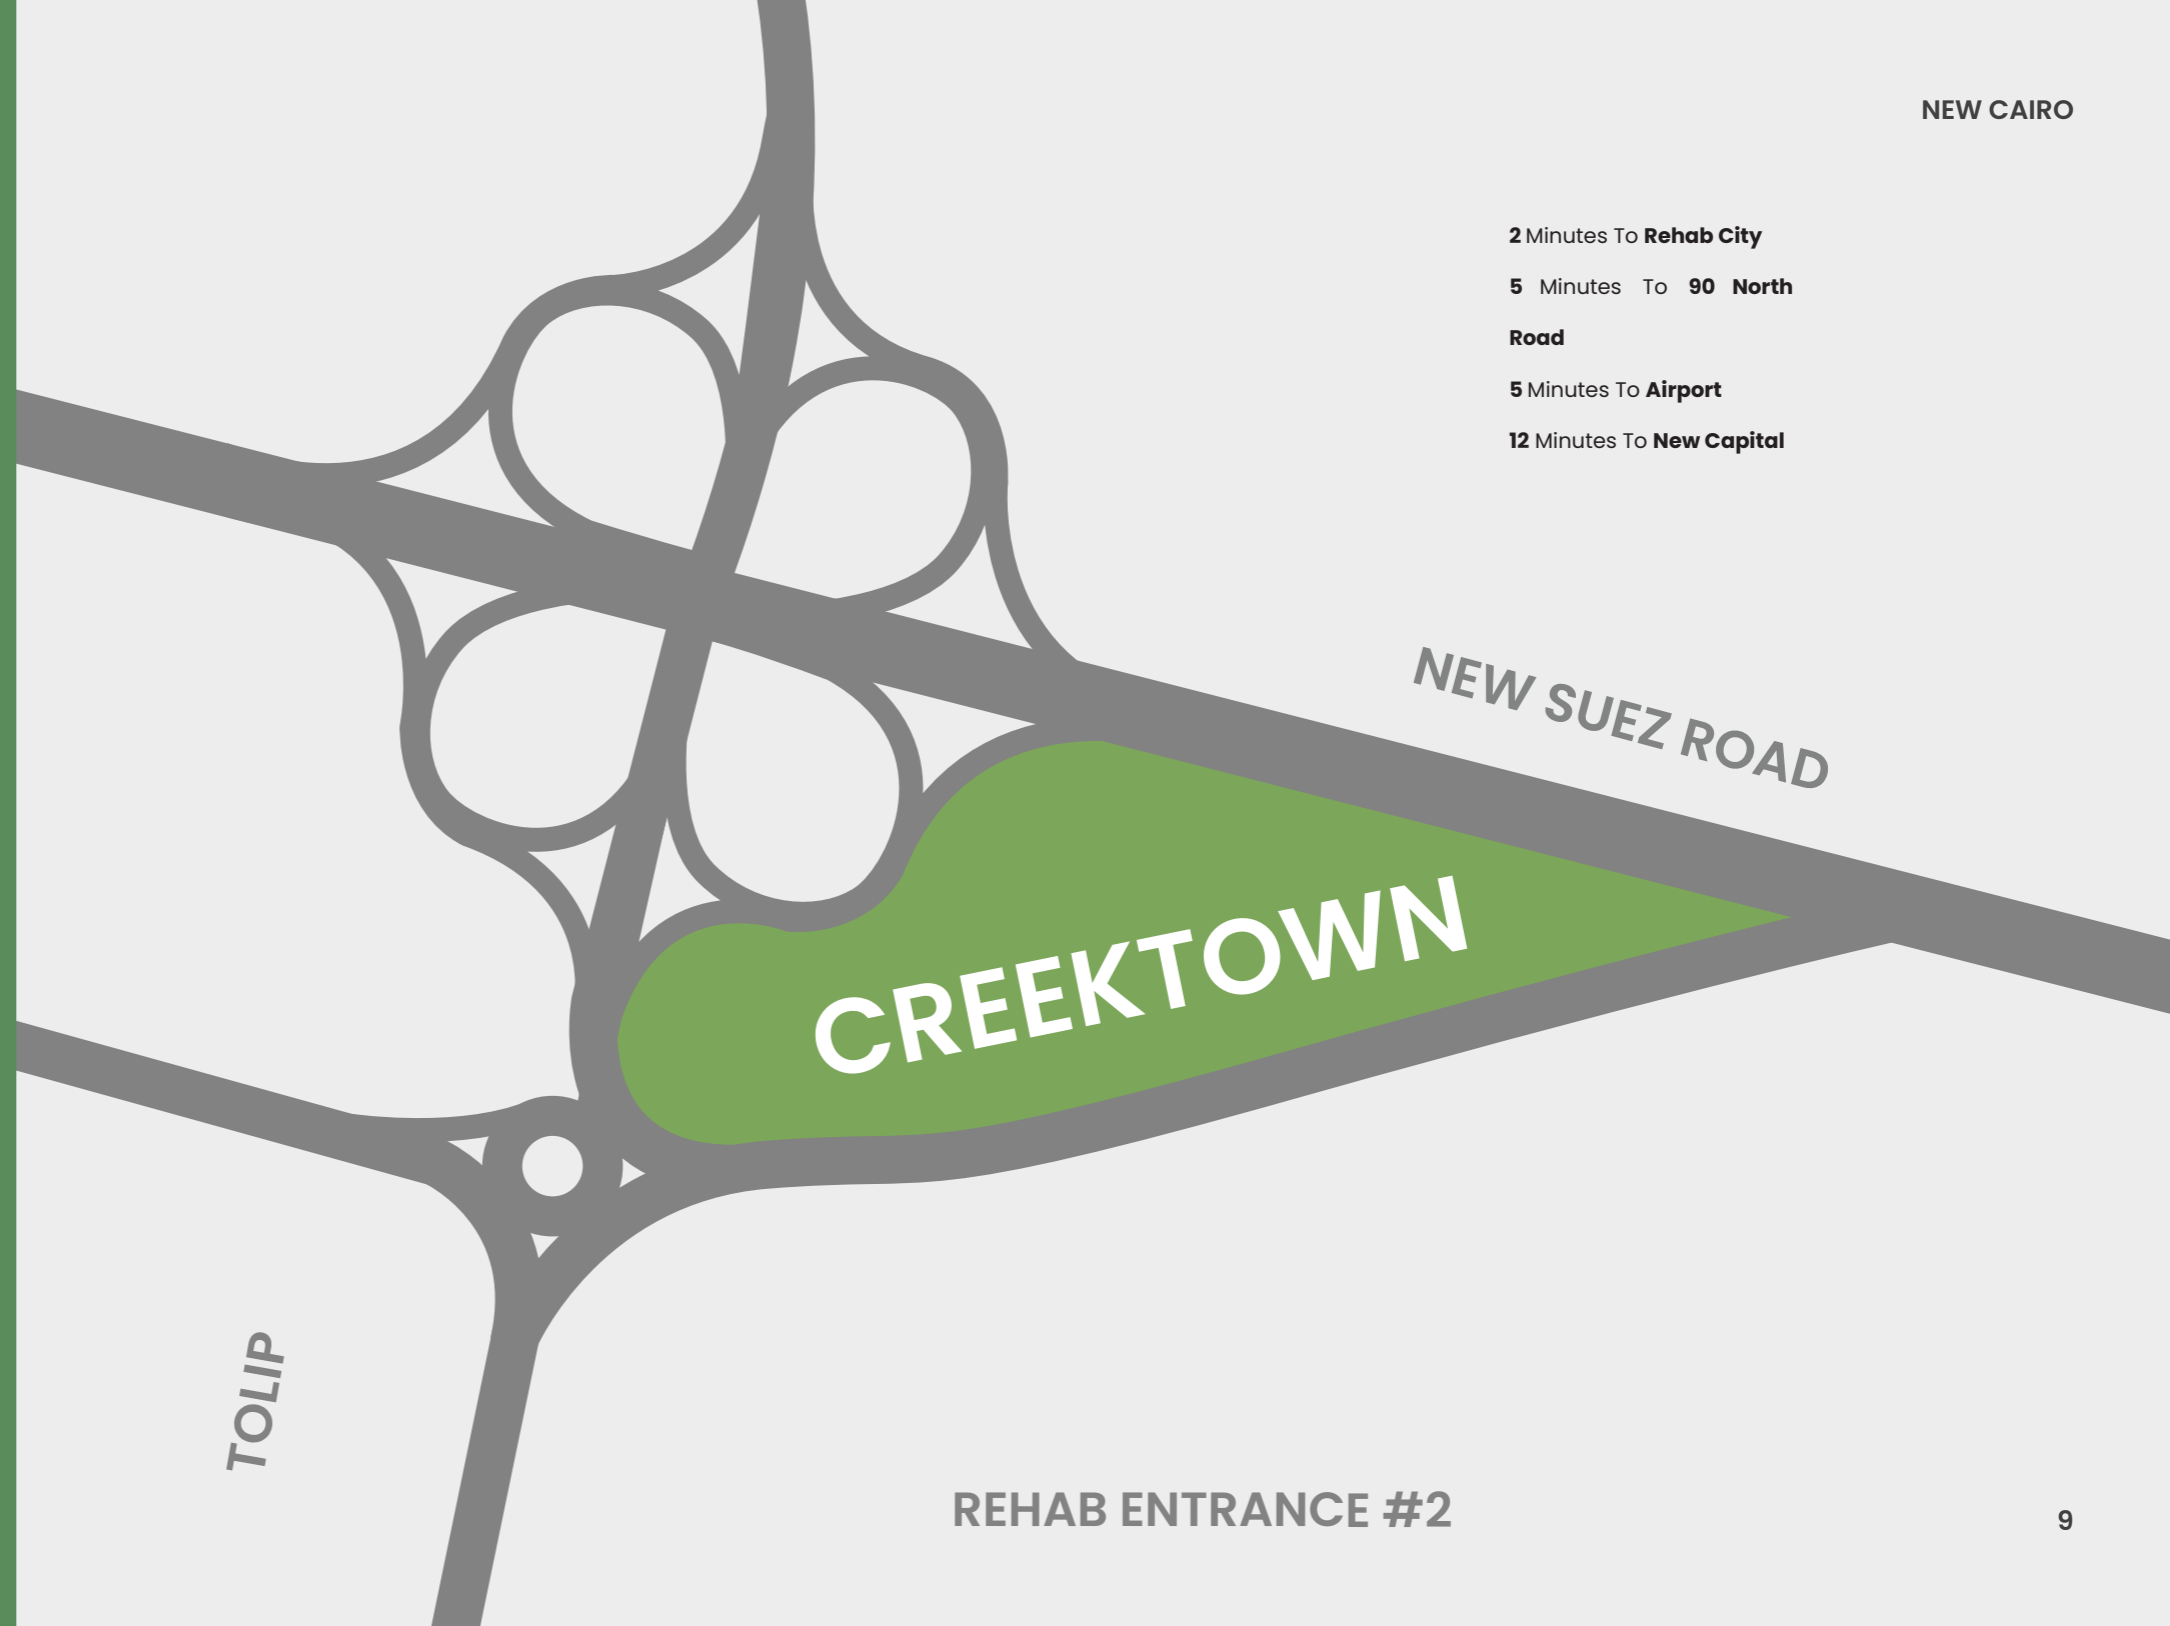 NEW CAIRO
2 Minutes To Rehab City
5 Minutes To 90 North
Road
5 Minutes To Airport
12 Minutes To New Capital
NEW SUEZ ROAD
CREEKTOWN
TOLIP
REHAB ENTRANCE #2
9